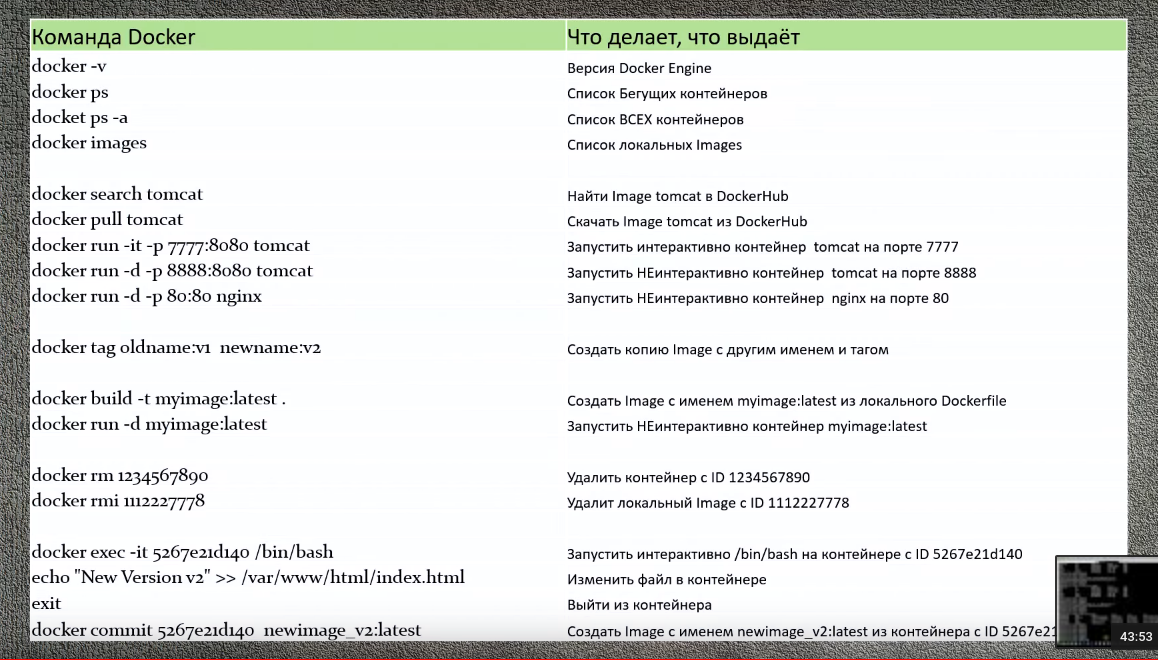 Команда Docker Что делает, что выдаёт
docker -v Версия Docker Engine
docker ps Список Бегущих контейнеров
docket ps -a Список ВСЕХ контейнеров
docker images Список локальных Images
docker search tomcat Найти Image tomcat в DockerHub
docker pull tomcat Скачать Image tomcat из DockerHub
docker run -it -p 7777:8080 tomcat Запустить интерактивно контейнер tomcat на порте 7777
docker run -d -p 8888:8080 tomcat Запустить НЕинтерактивно контейнер tomcat на порте 8888
docker run -d -p 80:80 nginx Запустить НЕинтерактивно контейнер nginx на порте 80
docker tag oldname:v1 newname:v2 Создать копию Image с другим именем и тагом
docker build -t myimage:latest . Создать Image с именем myimage:latest из локального Dockerfile
docker run -d myimage:latest Запустить НЕинтерактивно контейнер myimage:latest
docker rm 1234567890 Удалить контейнер с ID 1234567890
docker rmi 1112227778 Удалит локальный Image с ID 1112227778
docker exec -it 5267e21d140 /bin/bash Запустить интерактивно /bin/bash на контейнере с ID 5267e21d140
echo "New Version v2" >> /var/www/html/index.html Изменить файл в контейнере
exit Выйти из контейнера
docker commit 5267e21d140 newimage_v2:latest Создать Image с именем newimage_v2:latest из контейнера с ID 5267e21
43:53